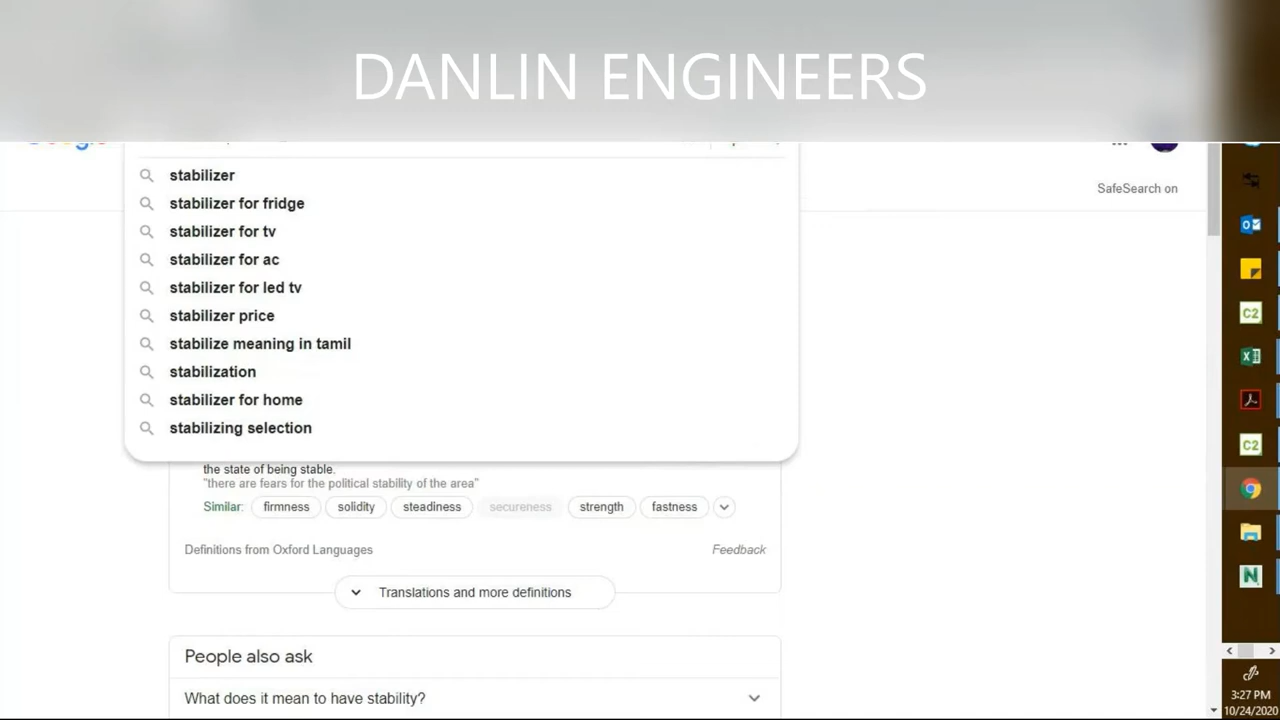 DANLIN ENGINEERS
stabilizer
SafeSearch on
stabilizer for fridge
stabilizer for tv
stabilizer for ac
stabilizer for led tv
stabilizer price
stabilize meaning in tamil
stabilization
stabilizer for home
stabilizing selection
the state of being stable.
"there are fears for the political stability of the area"
Similar: firmness solidity steadiness secureness strength fastness
Definitions from Oxford Languages Feedback
Translations and more definitions
People also ask
What does it mean to have stability?
C2
C2
N
3:27 PM
10/24/2020